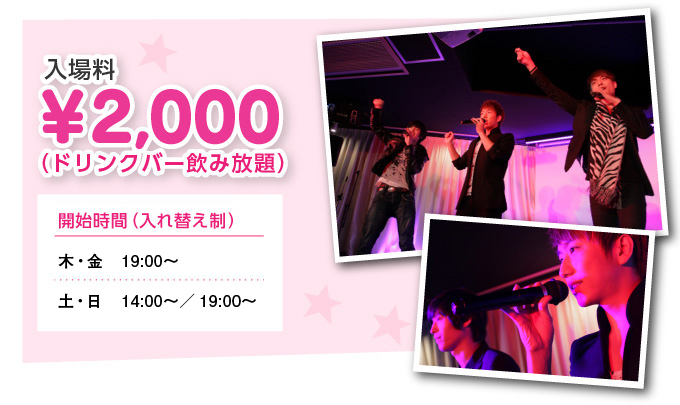 入場料
¥2,000
(ドリンクバー飲み放題)
開始時間(入れ替え制)
木・金 19:00〜
土・日 14:00〜／19:00〜